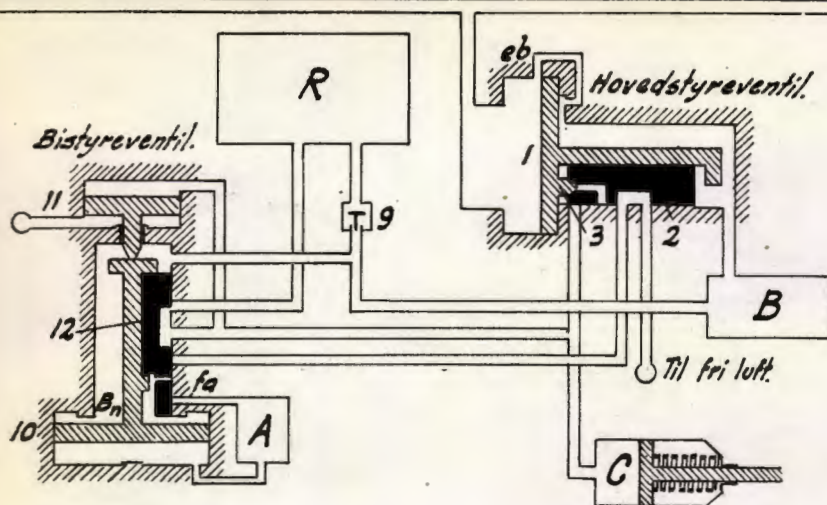 eb
Hovedstyreventil.
R
Bistyreventil.
1
11
9
3
2
12
B
Til fri luft.
fa
Bn
10
A
C